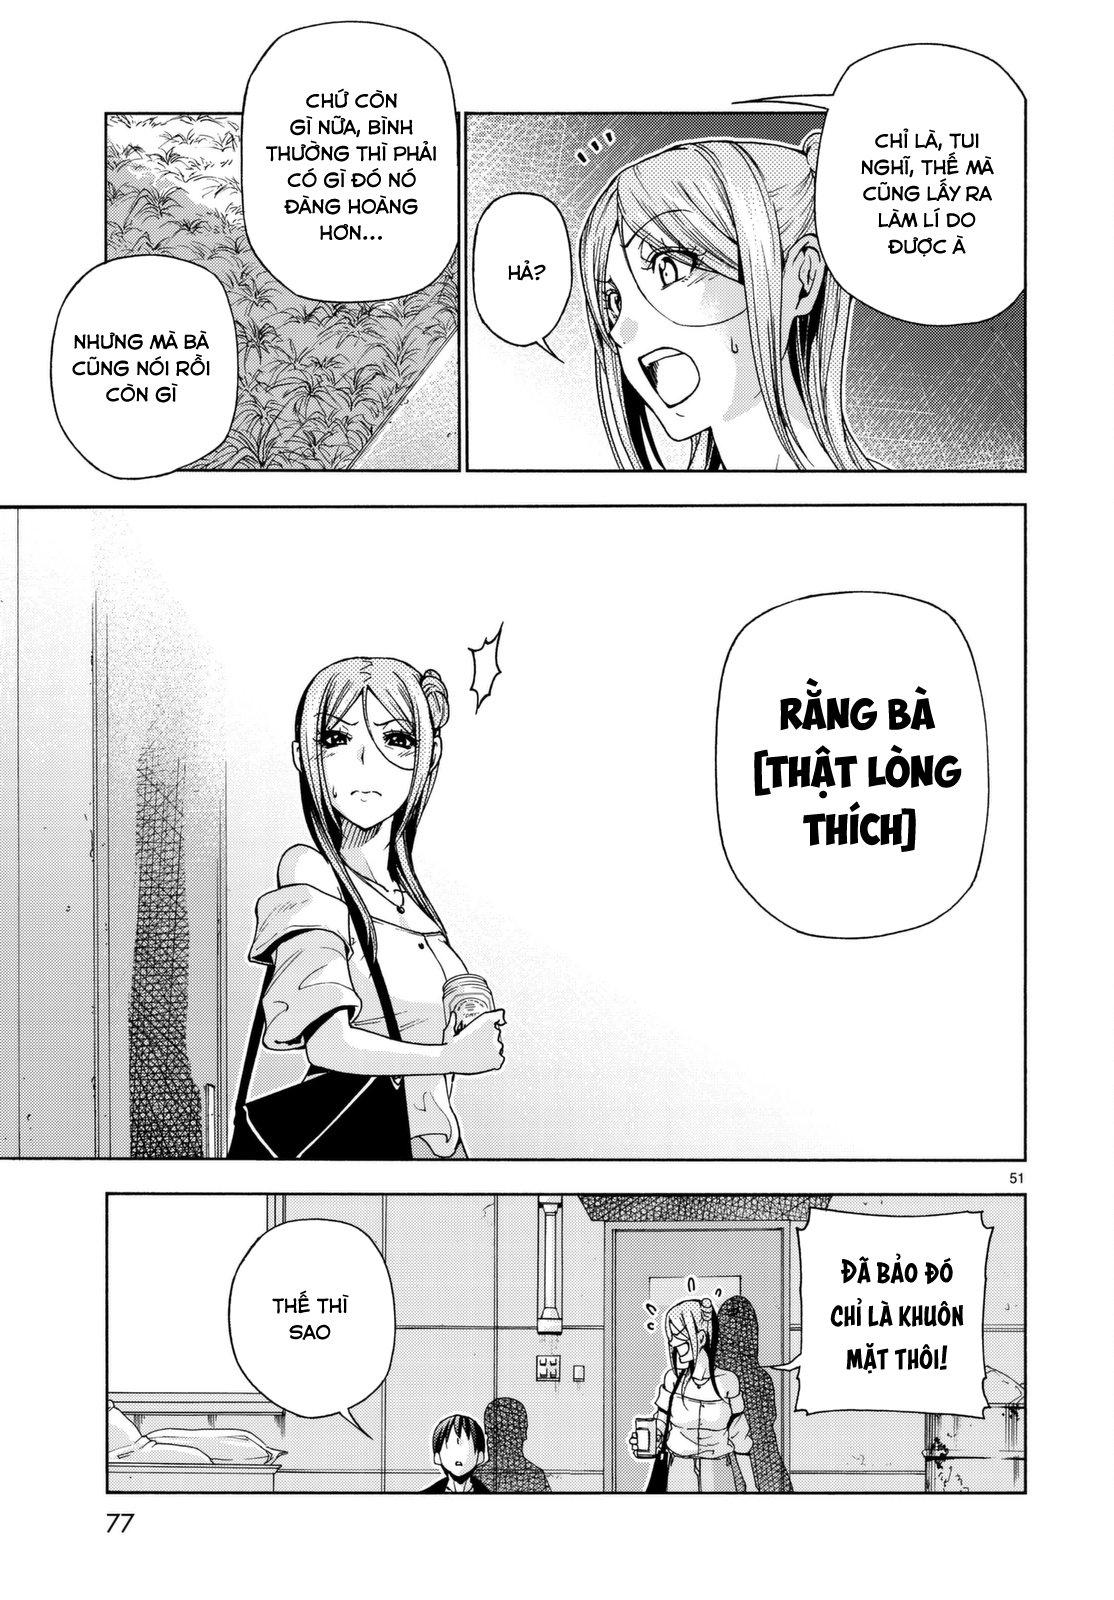 CHỈ LÀ, TUI
NGHĨ, THẾ MÀ
CŨNG LẤY RA
LÀM LÍ DO
ĐƯỢC À
HẢ?
CHỨ CÒN
GÌ NỮA, BÌNH
THƯỜNG THÌ PHẢI
CÓ GÌ ĐÓ NÓ
ĐÀNG HOÀNG
HƠN...
NHƯNG MÀ BÀ
CŨNG NÓI RỒI
CÒN GÌ
RẰNG BÀ
[THẬT LÒNG
THÍCH]
51
ĐÃ BẢO ĐÓ
CHỈ LÀ KHUÔN
MẶT THÔI!
THẾ THÌ
SAO
77